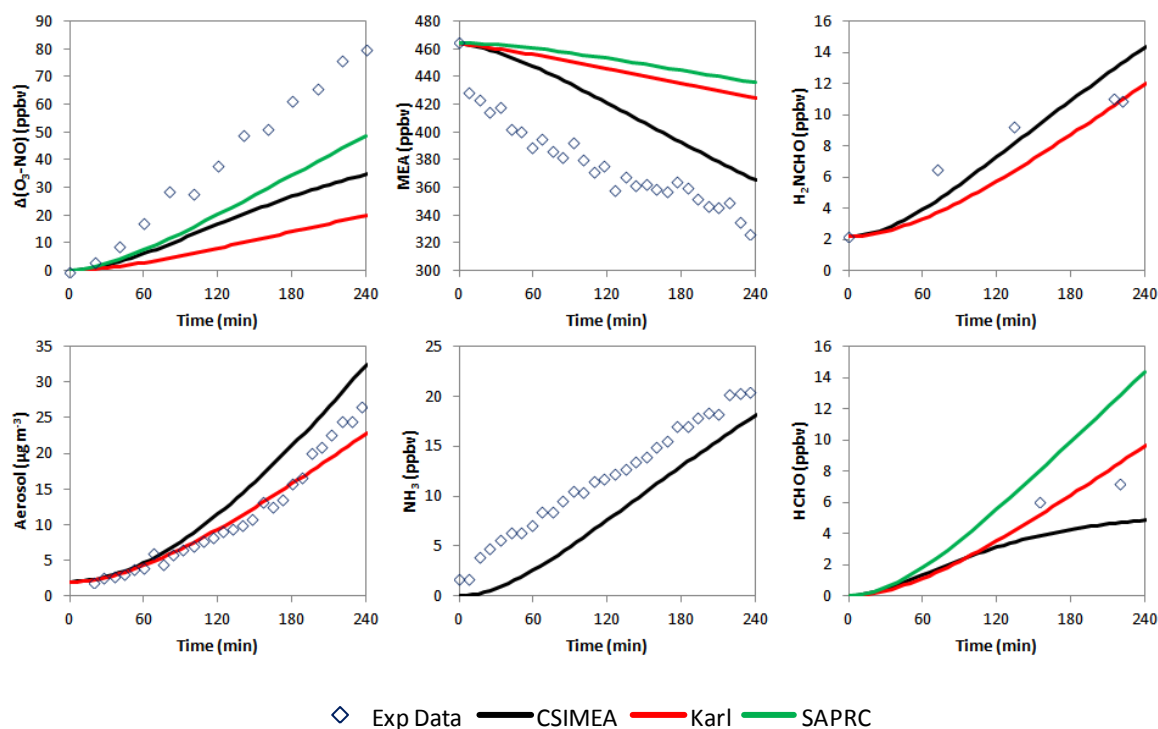 Δ(O₃-NO) (ppbv)
90
80
70
60
50
40
30
20
10
0
0 60 120 180 240
Time (min)
MEA (ppbv)
480
460
440
420
400
380
360
340
320
300
0 60 120 180 240
Time (min)
H₂NCHO (ppbv)
16
14
12
10
8
6
4
2
0
0 60 120 180 240
Time (min)
Aerosol (µg m⁻³)
35
30
25
20
15
10
5
0
0 60 120 180 240
Time (min)
NH₃ (ppbv)
25
20
15
10
5
0
0 60 120 180 240
Time (min)
HCHO (ppbv)
16
14
12
10
8
6
4
2
0
0 60 120 180 240
Time (min)
Exp Data CSIMEA Karl SAPRC